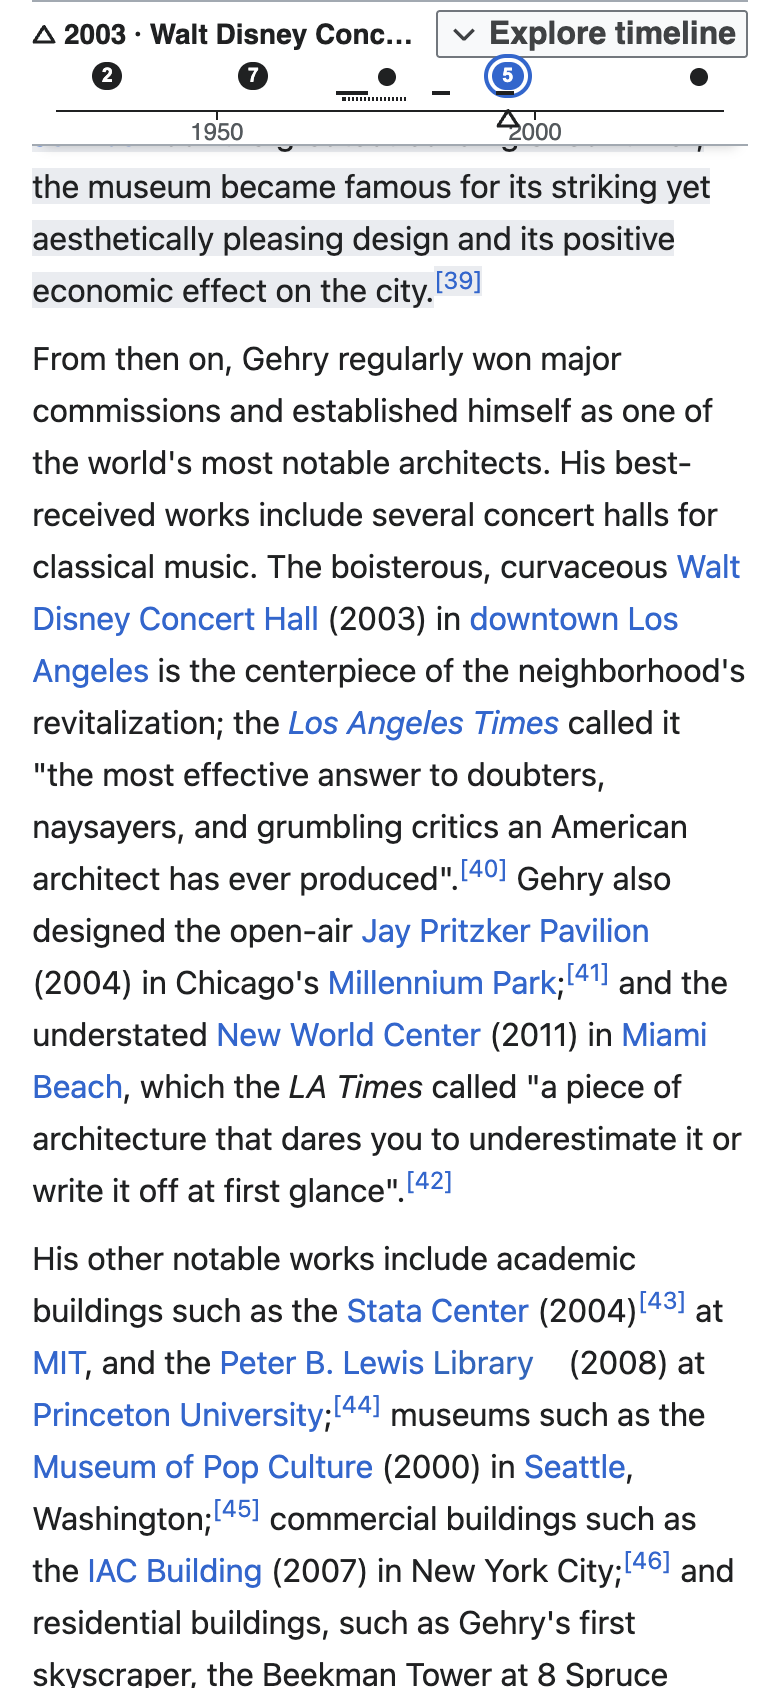 △ 2003 · Walt Disney Conc... Explore timeline
2 7 5
1950 2000
the museum became famous for its striking yet
aesthetically pleasing design and its positive
economic effect on the city.[39]
From then on, Gehry regularly won major
commissions and established himself as one of
the world's most notable architects. His best-
received works include several concert halls for
classical music. The boisterous, curvaceous Walt
Disney Concert Hall (2003) in downtown Los
Angeles is the centerpiece of the neighborhood's
revitalization; the Los Angeles Times called it
"the most effective answer to doubters,
naysayers, and grumbling critics an American
architect has ever produced".[40] Gehry also
designed the open-air Jay Pritzker Pavilion
(2004) in Chicago's Millennium Park;[41] and the
understated New World Center (2011) in Miami
Beach, which the LA Times called "a piece of
architecture that dares you to underestimate it or
write it off at first glance".[42]
His other notable works include academic
buildings such as the Stata Center (2004)[43] at
MIT, and the Peter B. Lewis Library (2008) at
Princeton University;[44] museums such as the
Museum of Pop Culture (2000) in Seattle,
Washington;[45] commercial buildings such as
the IAC Building (2007) in New York City;[46] and
residential buildings, such as Gehry's first
skyscraper, the Beekman Tower at 8 Spruce